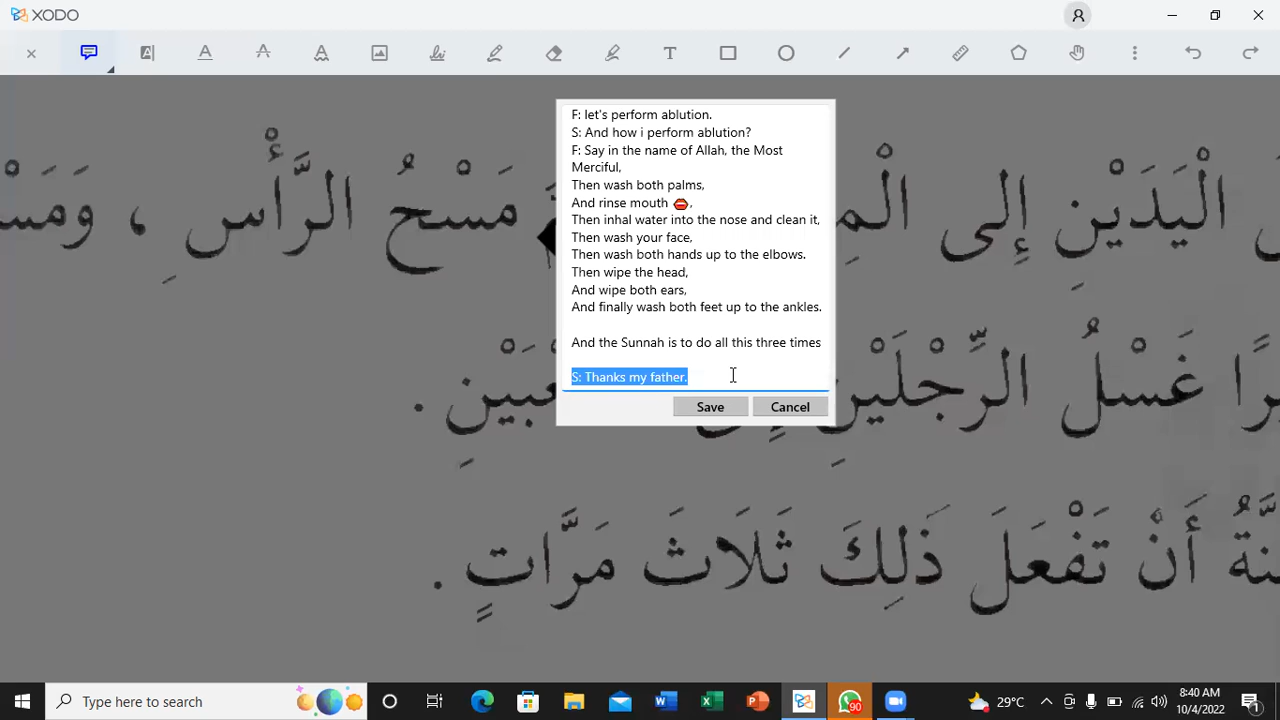 XODO
F: let's perform ablution.
S: And how i perform ablution?
F: Say in the name of Allah, the Most
Merciful,
Then wash both palms,
And rinse mouth 👄,
Then inhal water into the nose and clean it,
Then wash your face,
Then wash both hands up to the elbows.
Then wipe the head,
And wipe both ears,
And finally wash both feet up to the ankles.
And the Sunnah is to do all this three times
S: Thanks my father.
Save Cancel
الْيَدَيْنِ إِلى
مَسْحُ الرَّأْسِ ،
غَسْلُ الرِّجْلَيْنِ
أَنْ تَفْعَلَ ذَلِكَ ثَلَاثَ مَرَّاتٍ .
Type here to search
90
29°C
8:40 AM
10/4/2022
1